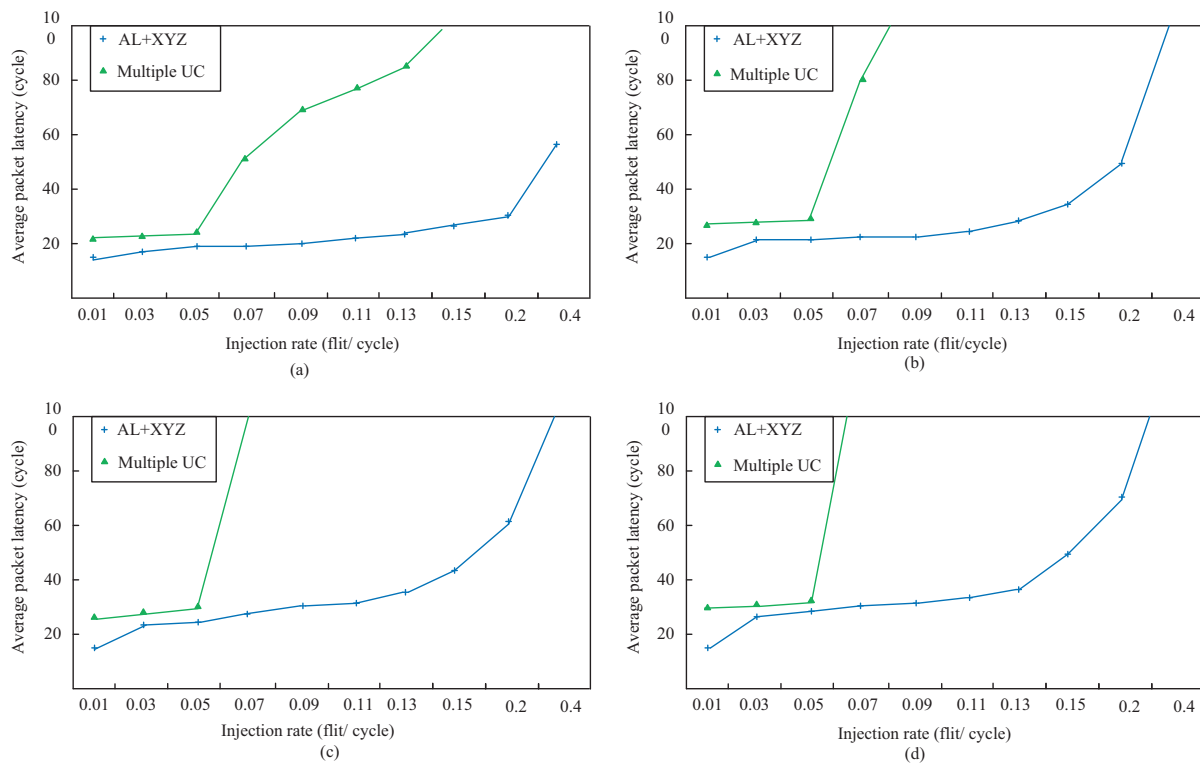 10
0
80
60
40
20
Average packet latency (cycle)
AL+XYZ
Multiple UC
0.01 0.03 0.05 0.07 0.09 0.11 0.13 0.15 0.2 0.4
Injection rate (flit/ cycle)
(a)
10
0
80
60
40
20
Average packet latency (cycle)
AL+XYZ
Multiple UC
0.01 0.03 0.05 0.07 0.09 0.11 0.13 0.15 0.2 0.4
Injection rate (flit/cycle)
(b)
10
0
80
60
40
20
Average packet latency (cycle)
AL+XYZ
Multiple UC
0.01 0.03 0.05 0.07 0.09 0.11 0.13 0.15 0.2 0.4
Injection rate (flit/ cycle)
(c)
10
0
80
60
40
20
Average packet latency (cycle)
AL+XYZ
Multiple UC
0.01 0.03 0.05 0.07 0.09 0.11 0.13 0.15 0.2 0.4
Injection rate (flit/ cycle)
(d)